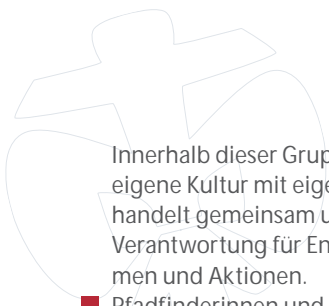 Innerhalb dieser Grup
eigene Kultur mit eige
handelt gemeinsam u
Verantwortung für En
men und Aktionen.
Pfadfinderinnen und